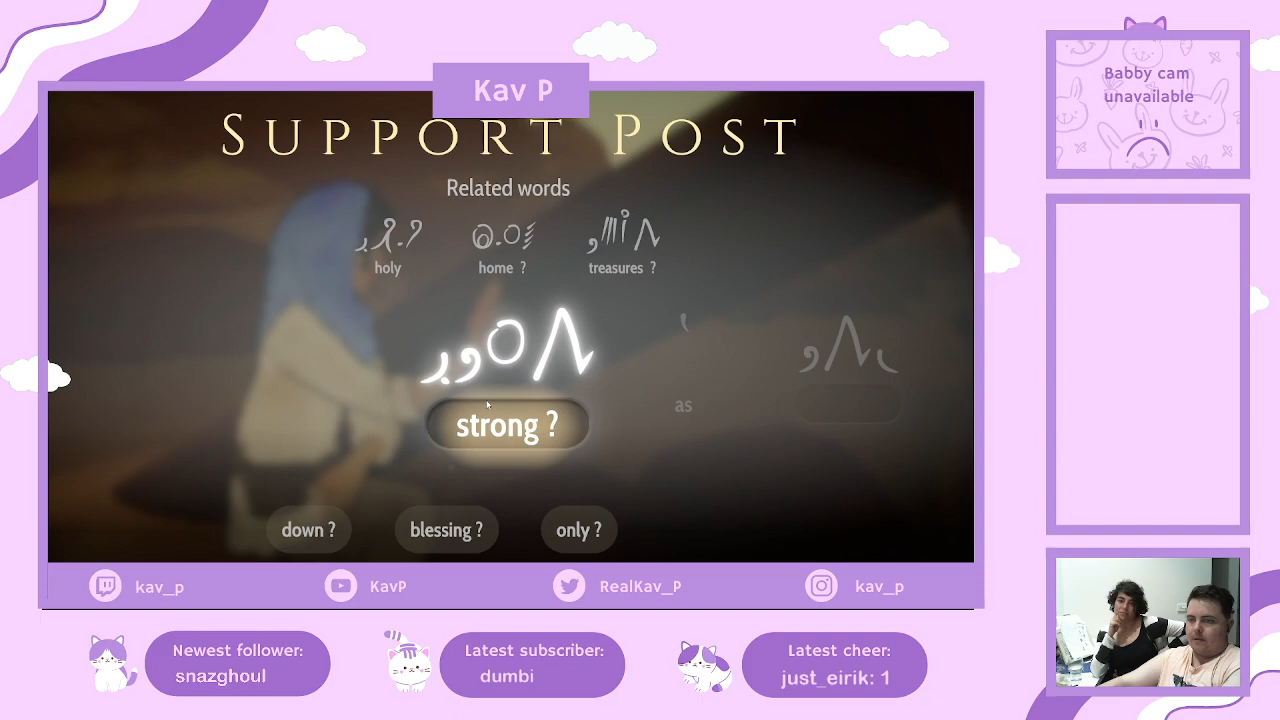 Kav P
SUPPORT POST
Related words
holy
home ?
treasures ?
strong ?
as
down ?
blessing ?
only ?
kav_p
KavP
RealKav_P
kav_p
Newest follower:
snazghoul
Latest subscriber:
dumbi
Latest cheer:
just_eirik: 1
Babby cam
unavailable